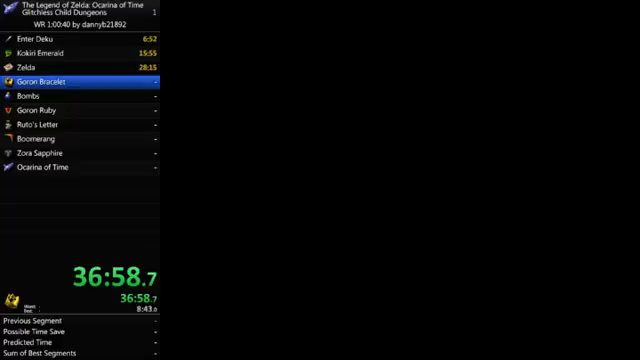 The Legend of Zelda: Ocarina of Time
Glitchless Child Dungeons 1
WR 1:00:40 by dannyb21892
Enter Deku 6:52
Kokiri Emerald 15:55
Zelda 28:15
Goron Bracelet -
Bombs -
Goron Ruby -
Ruto's Letter -
Boomerang -
Zora Sapphire -
Ocarina of Time -
36:58.7
36:58.7
8:43.0
Previous Segment -
Possible Time Save -
Predicted Time -
Sum of Best Segments -